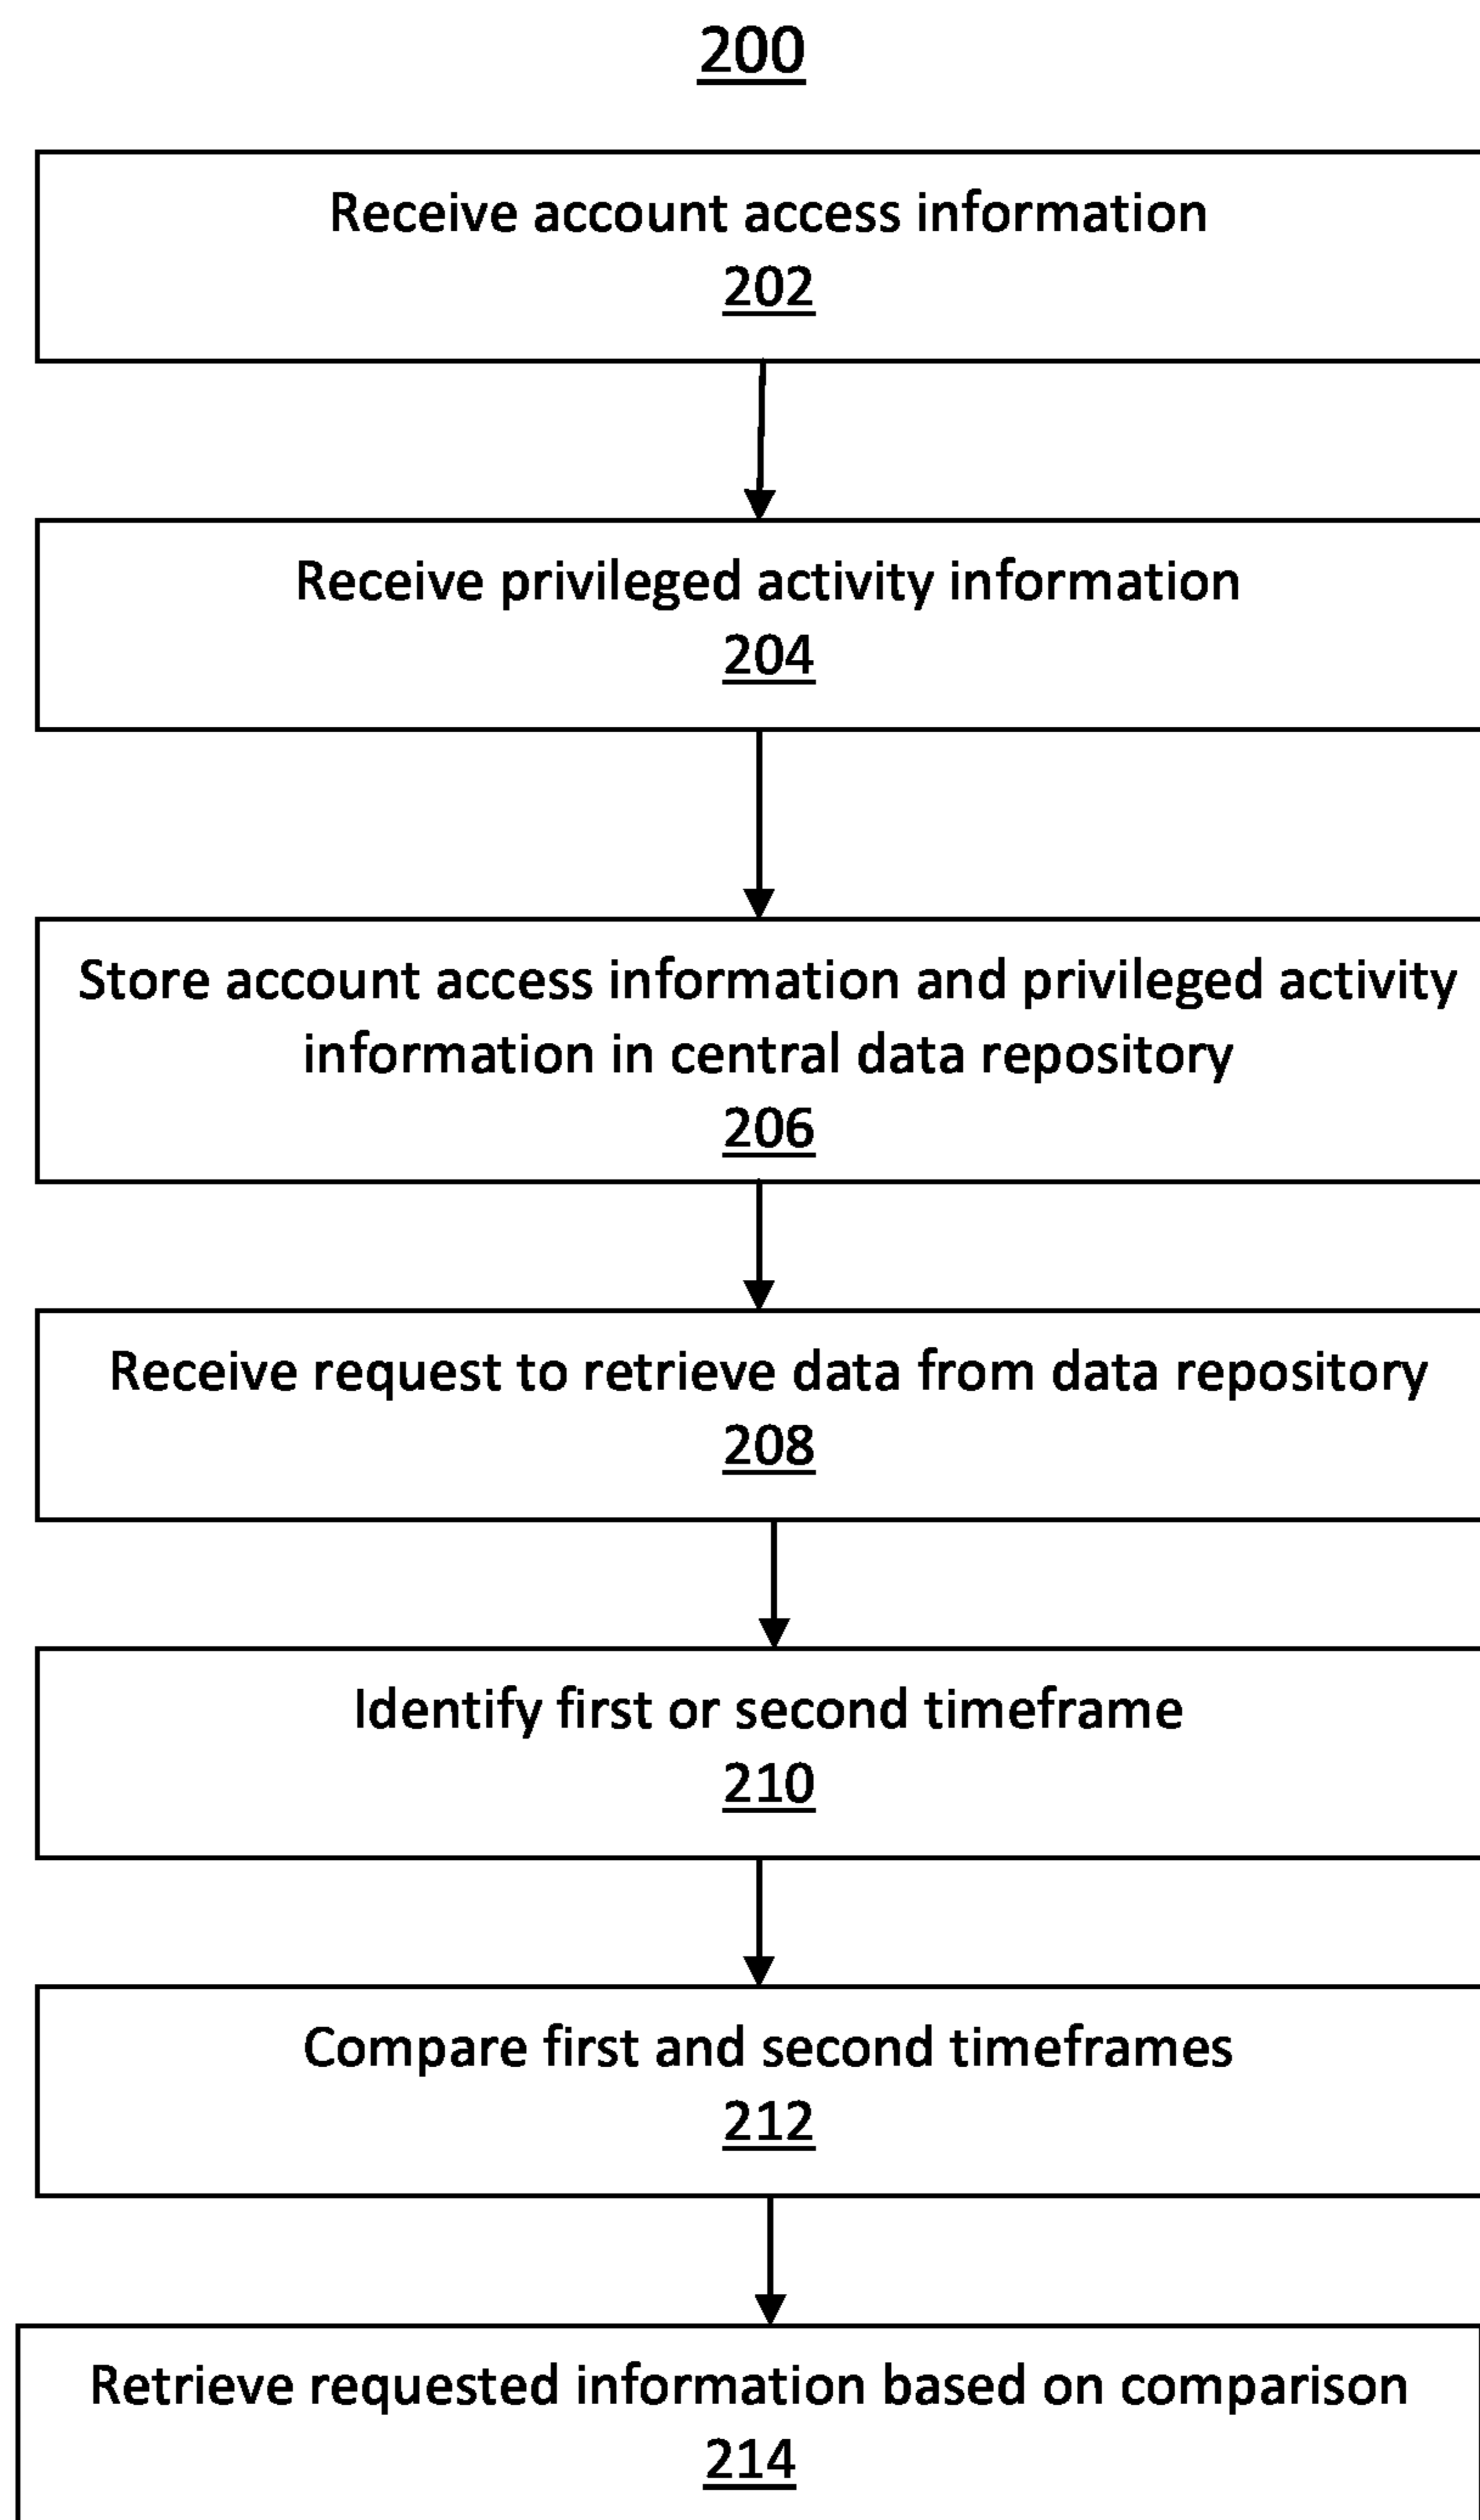 200
Receive account access information
202
Receive privileged activity information
204
Store account access information and privileged activity
information in central data repository
206
Receive request to retrieve data from data repository
208
Identify first or second timeframe
210
Compare first and second timeframes
212
Retrieve requested information based on comparison
214